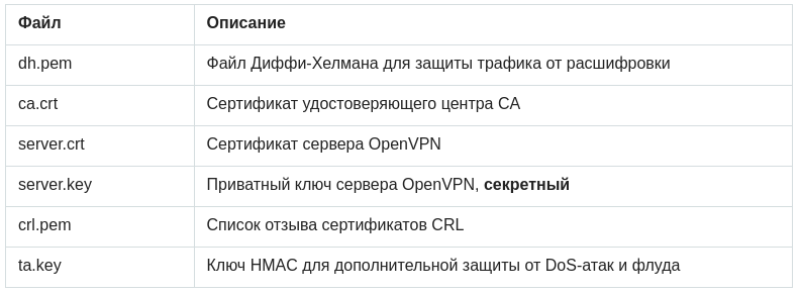 Файл Описание
dh.pem Файл Диффи-Хелмана для защиты трафика от расшифровки
ca.crt Сертификат удостоверяющего центра CA
server.crt Сертификат сервера OpenVPN
server.key Приватный ключ сервера OpenVPN, секретный
crl.pem Список отзыва сертификатов CRL
ta.key Ключ HMAC для дополнительной защиты от DoS-атак и флуда